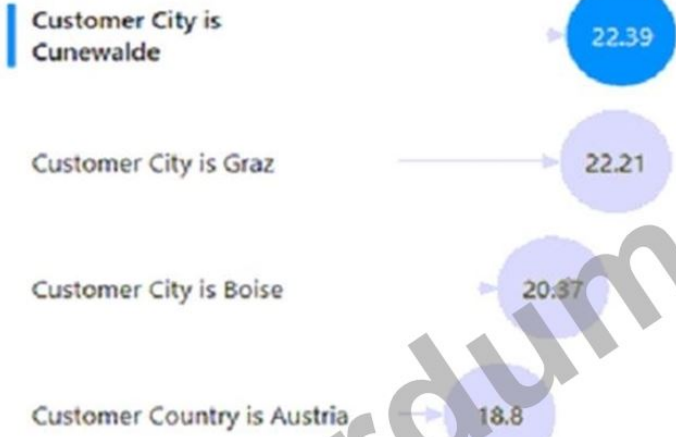 Customer City is
Cunewalde
22.39
Customer City is Graz
22.21
Customer City is Boise
20.37
Customer Country is Austria
18.8